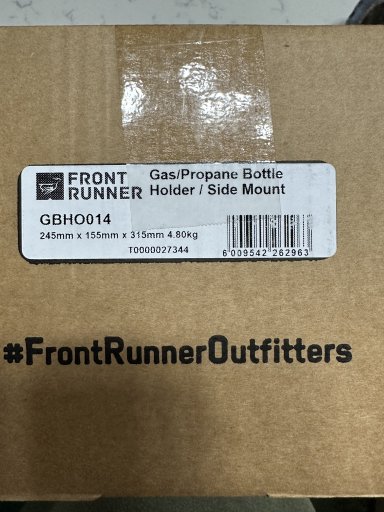 FRONT
RUNNER
Gas/Propane Bottle
Holder / Side Mount
GBHO014
245mm x 155mm x 315mm 4.80kg
T0000027344
6 009542 262963
#FrontRunnerOutfitters